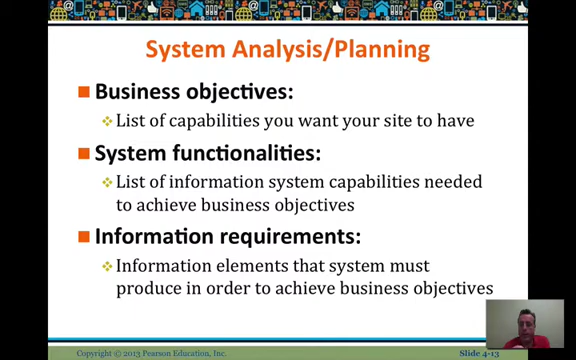 System Analysis/Planning
Business objectives:
List of capabilities you want your site to have
System functionalities:
List of information system capabilities needed
to achieve business objectives
Information requirements:
Information elements that system must
produce in order to achieve business objectives
Copyright © 2013 Pearson Education, Inc.
Slide 4-13